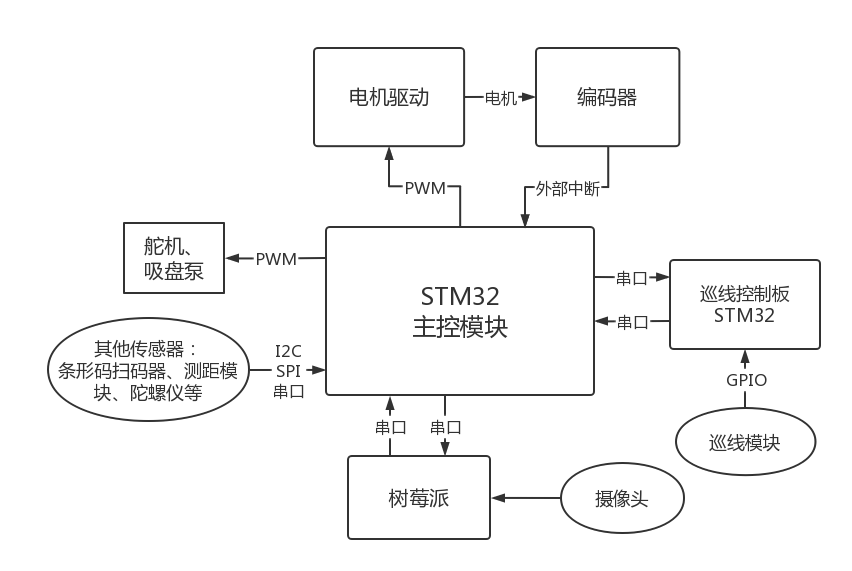 电机驱动
电机
编码器
PWM
外部中断
舵机、
吸盘泵
PWM
STM32
主控模块
串口
串口
巡线控制板
STM32
其他传感器：
条形码扫码器、测距模
块、陀螺仪等
I2C
SPI
串口
GPIO
巡线模块
串口
串口
树莓派
摄像头